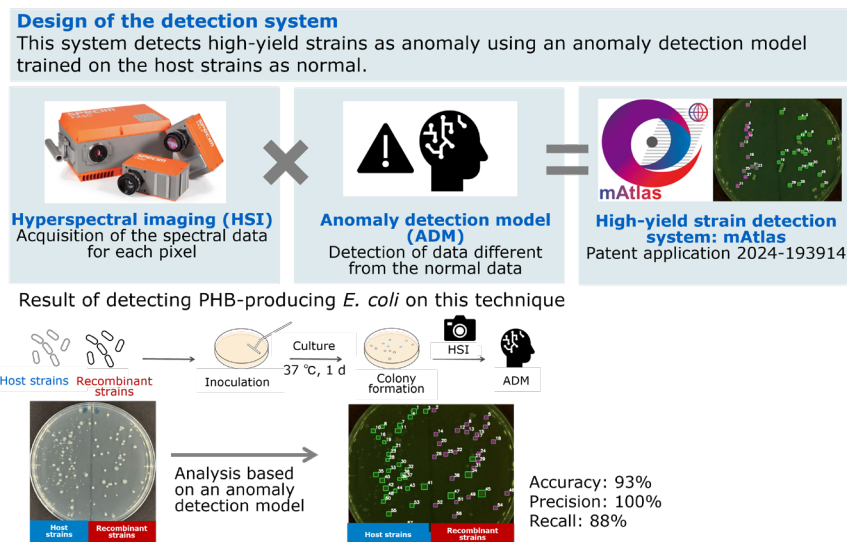 Design of the detection system
This system detects high-yield strains as anomaly using an anomaly detection model
trained on the host strains as normal.
mAtlas
Hyperspectral imaging (HSI)
Acquisition of the spectral data
for each pixel
Anomaly detection model
(ADM)
Detection of data different
from the normal data
High-yield strain detection
system: mAtlas
Patent application 2024-193914
Result of detecting PHB-producing E. coli on this technique
Host strains
Recombinant
strains
Inoculation
Culture
37 ℃, 1 d
Colony
formation
HSI
ADM
Analysis based
on an anomaly
detection model
Host
strains
Recombinant
strains
Host strains
Recombinant
strains
Accuracy: 93%
Precision: 100%
Recall: 88%